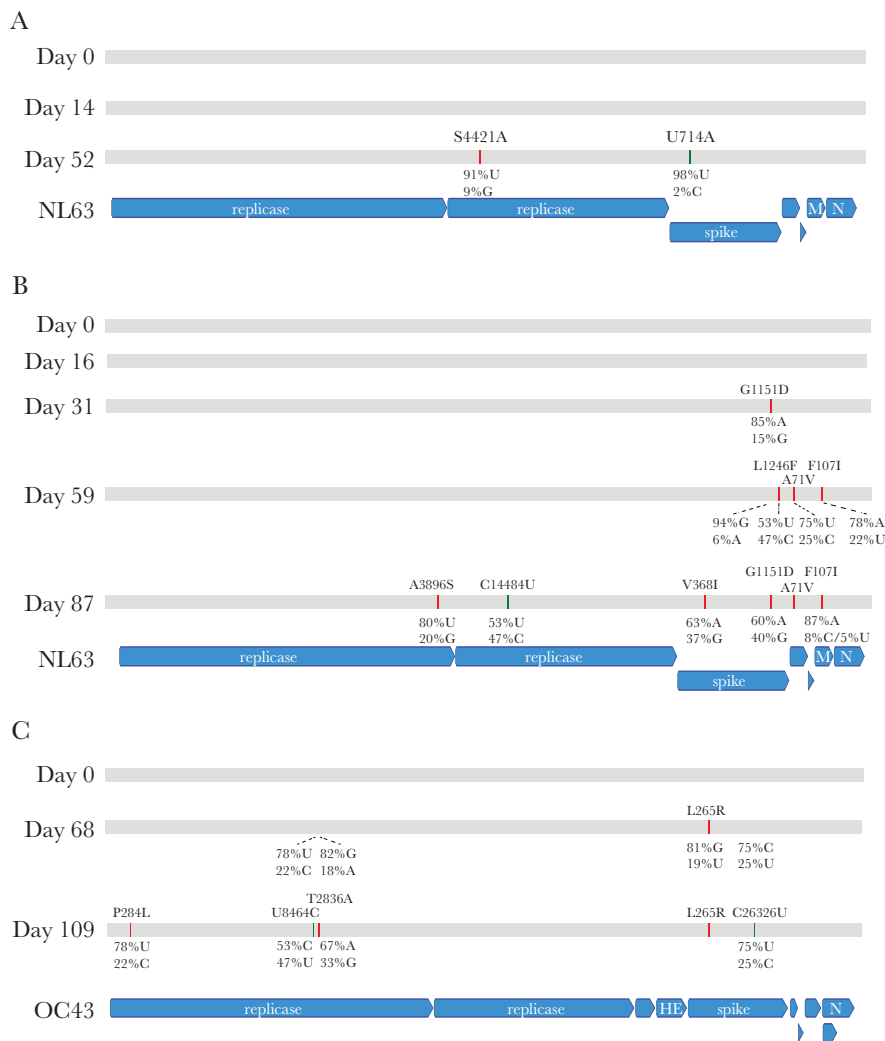 A
Day 0
Day 14
S4421A U714A
Day 52
91%U 98%U
9%G 2%C
NL63 replicase replicase M N
spike
B
Day 0
Day 16
G1151D
Day 31
85%A
15%G
L1246F F107I
A71V
Day 59
94%G 53%U 75%U 78%A
6%A 47%C 25%C 22%U
G1151D F107I
A3896S C14484U V368I A71V
Day 87
80%U 53%U 63%A 60%A 87%A
20%G 47%C 37%G 40%G 8%C/5%U
NL63 replicase replicase M N
spike
C
Day 0
L265R
Day 68
78%U 82%G 81%G 75%C
22%C 18%A 19%U 25%U
T2836A
P284L U8464C L265R C26326U
Day 109
78%U 53%C 67%A 75%U
22%C 47%U 33%G 25%C
OC43 replicase replicase HE spike N